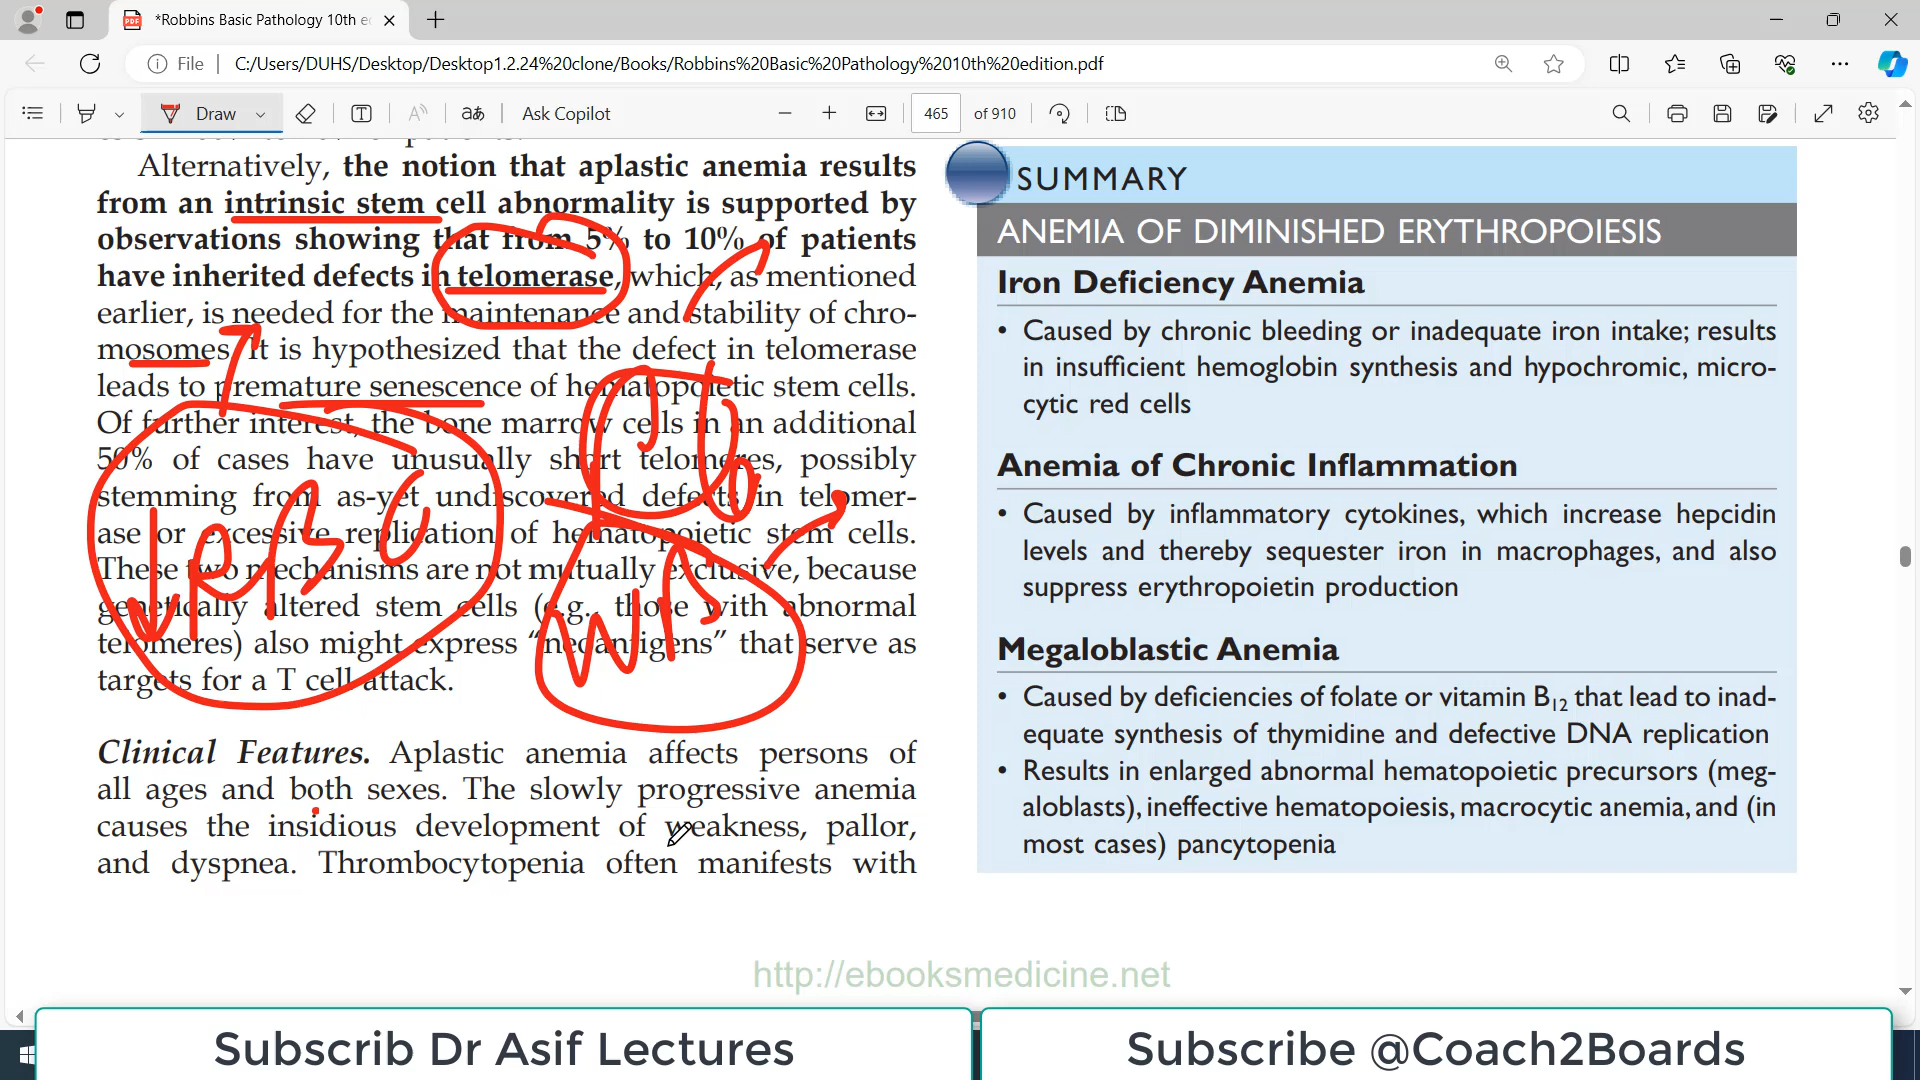 *Robbins Basic Pathology 10th e
File
C:/Users/DUHS/Desktop/Desktop1.2.24%20clone/Books/Robbins%20Basic%20Pathology%2010th%20edition.pdf
Draw
Ask Copilot
465 of 910
Alternatively, the notion that aplastic anemia results
from an intrinsic stem cell abnormality is supported by
observations showing that from 5% to 10% of patients
have inherited defects in telomerase, which, as mentioned
earlier, is needed for the maintenance and stability of chro-
mosomes. It is hypothesized that the defect in telomerase
leads to premature senescence of hematopoietic stem cells.
Of further interest, the bone marrow cells in an additional
50% of cases have unusually short telomeres, possibly
stemming from as-yet undiscovered defects in telomer-
ase or excessive replication of hematopoietic stem cells.
These two mechanisms are not mutually exclusive, because
genetically altered stem cells (e.g., those with abnormal
telomeres) also might express “neoantigens” that serve as
targets for a T cell attack.
Clinical Features. Aplastic anemia affects persons of
all ages and both sexes. The slowly progressive anemia
causes the insidious development of weakness, pallor,
and dyspnea. Thrombocytopenia often manifests with
SUMMARY
ANEMIA OF DIMINISHED ERYTHROPOIESIS
Iron Deficiency Anemia
• Caused by chronic bleeding or inadequate iron intake; results
in insufficient hemoglobin synthesis and hypochromic, micro-
cytic red cells
Anemia of Chronic Inflammation
• Caused by inflammatory cytokines, which increase hepcidin
levels and thereby sequester iron in macrophages, and also
suppress erythropoietin production
Megaloblastic Anemia
• Caused by deficiencies of folate or vitamin B12 that lead to inad-
equate synthesis of thymidine and defective DNA replication
• Results in enlarged abnormal hematopoietic precursors (meg-
aloblasts), ineffective hematopoiesis, macrocytic anemia, and (in
most cases) pancytopenia
http://ebooksmedicine.net
Subscrib Dr Asif Lectures
Subscribe @Coach2Boards